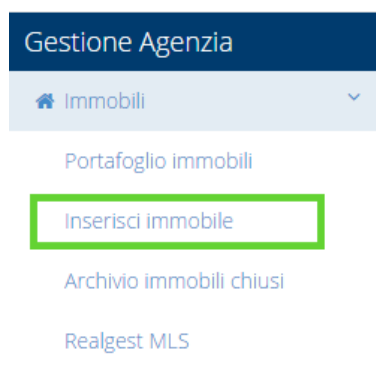 Gestione Agenzia
Immobili
Portafoglio immobili
Inserisci immobile
Archivio immobili chiusi
Realgest MLS